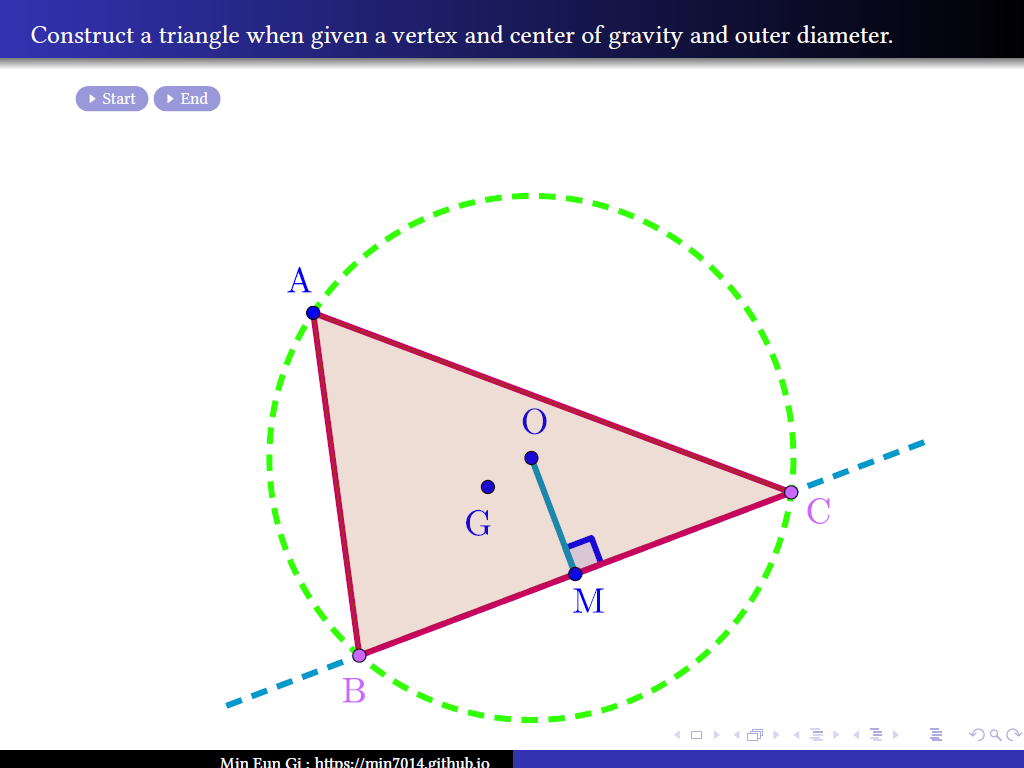 Construct a triangle when given a vertex and center of gravity and outer diameter.
Start End
A
O
G
C
M
B
Min Eun Gi : https://min7014.github.io